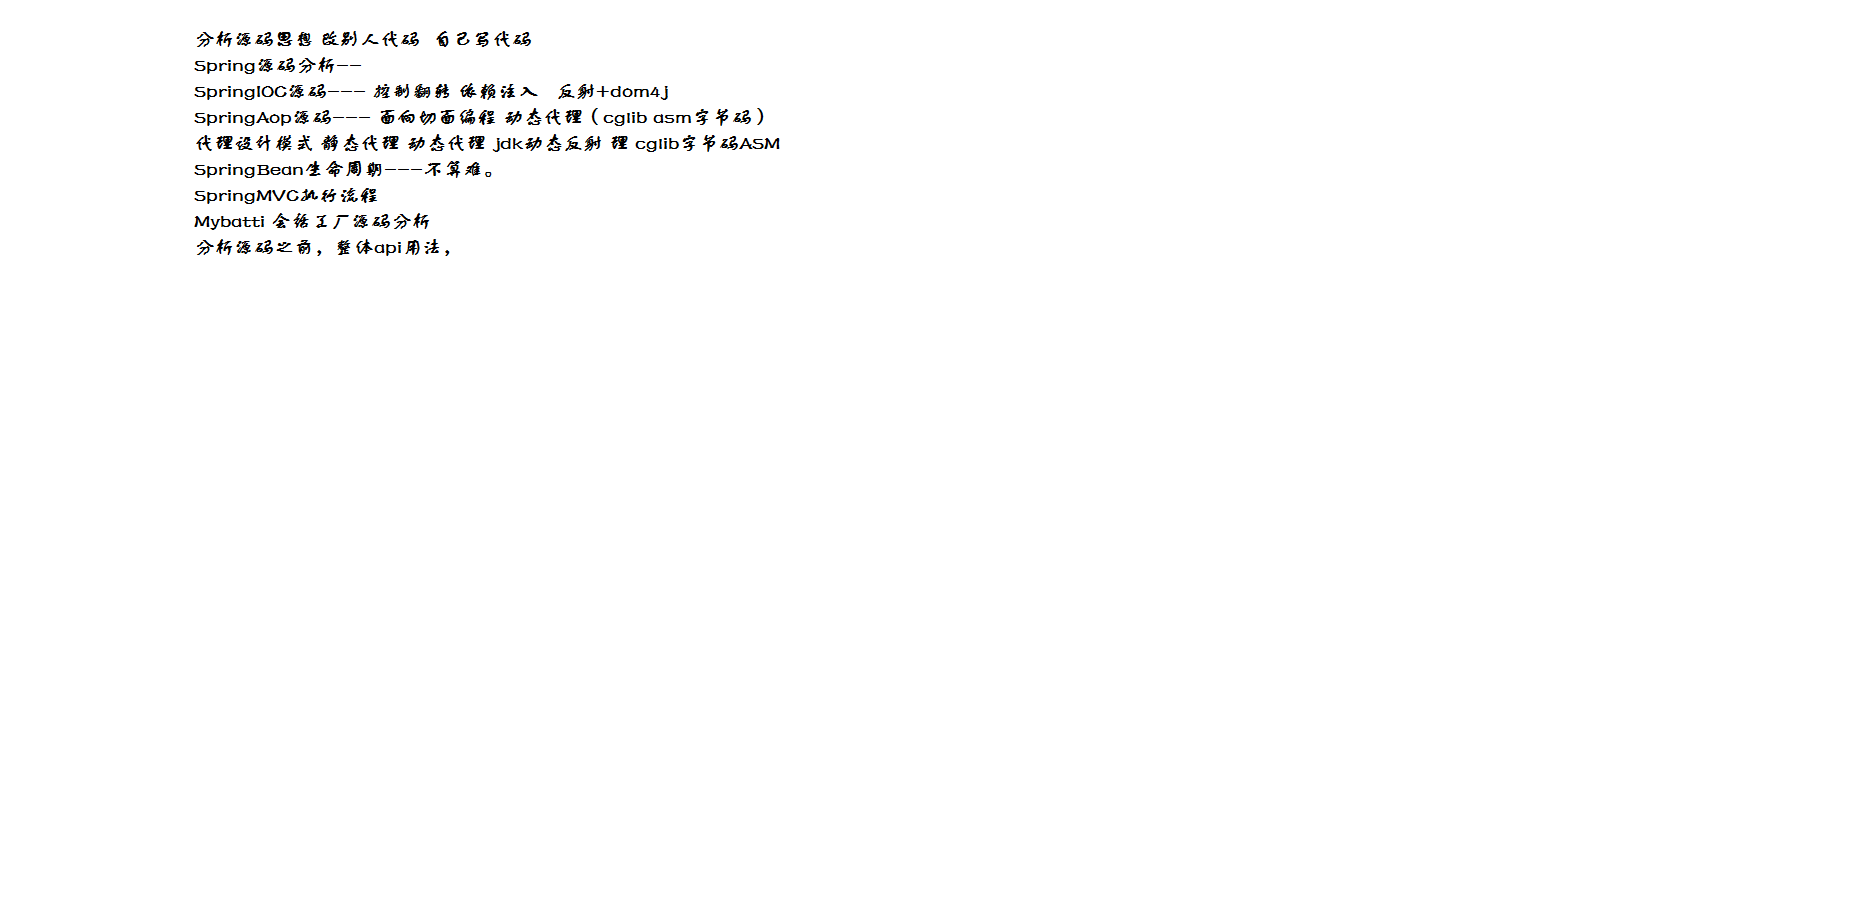 分析源码思想 改别人代码 自己写代码
Spring源码分析--
SpringIOC源码--- 控制翻转 依赖注入 反射+dom4j
SpringAop源码--- 面向切面编程 动态代理（cglib asm字节码）
代理设计模式 静态代理 动态代理 jdk动态反射 理 cglib字节码ASM
SpringBean生命周期---不算难。
SpringMVC执行流程
Mybatti 会话工厂源码分析
分析源码之前，整体api用法，